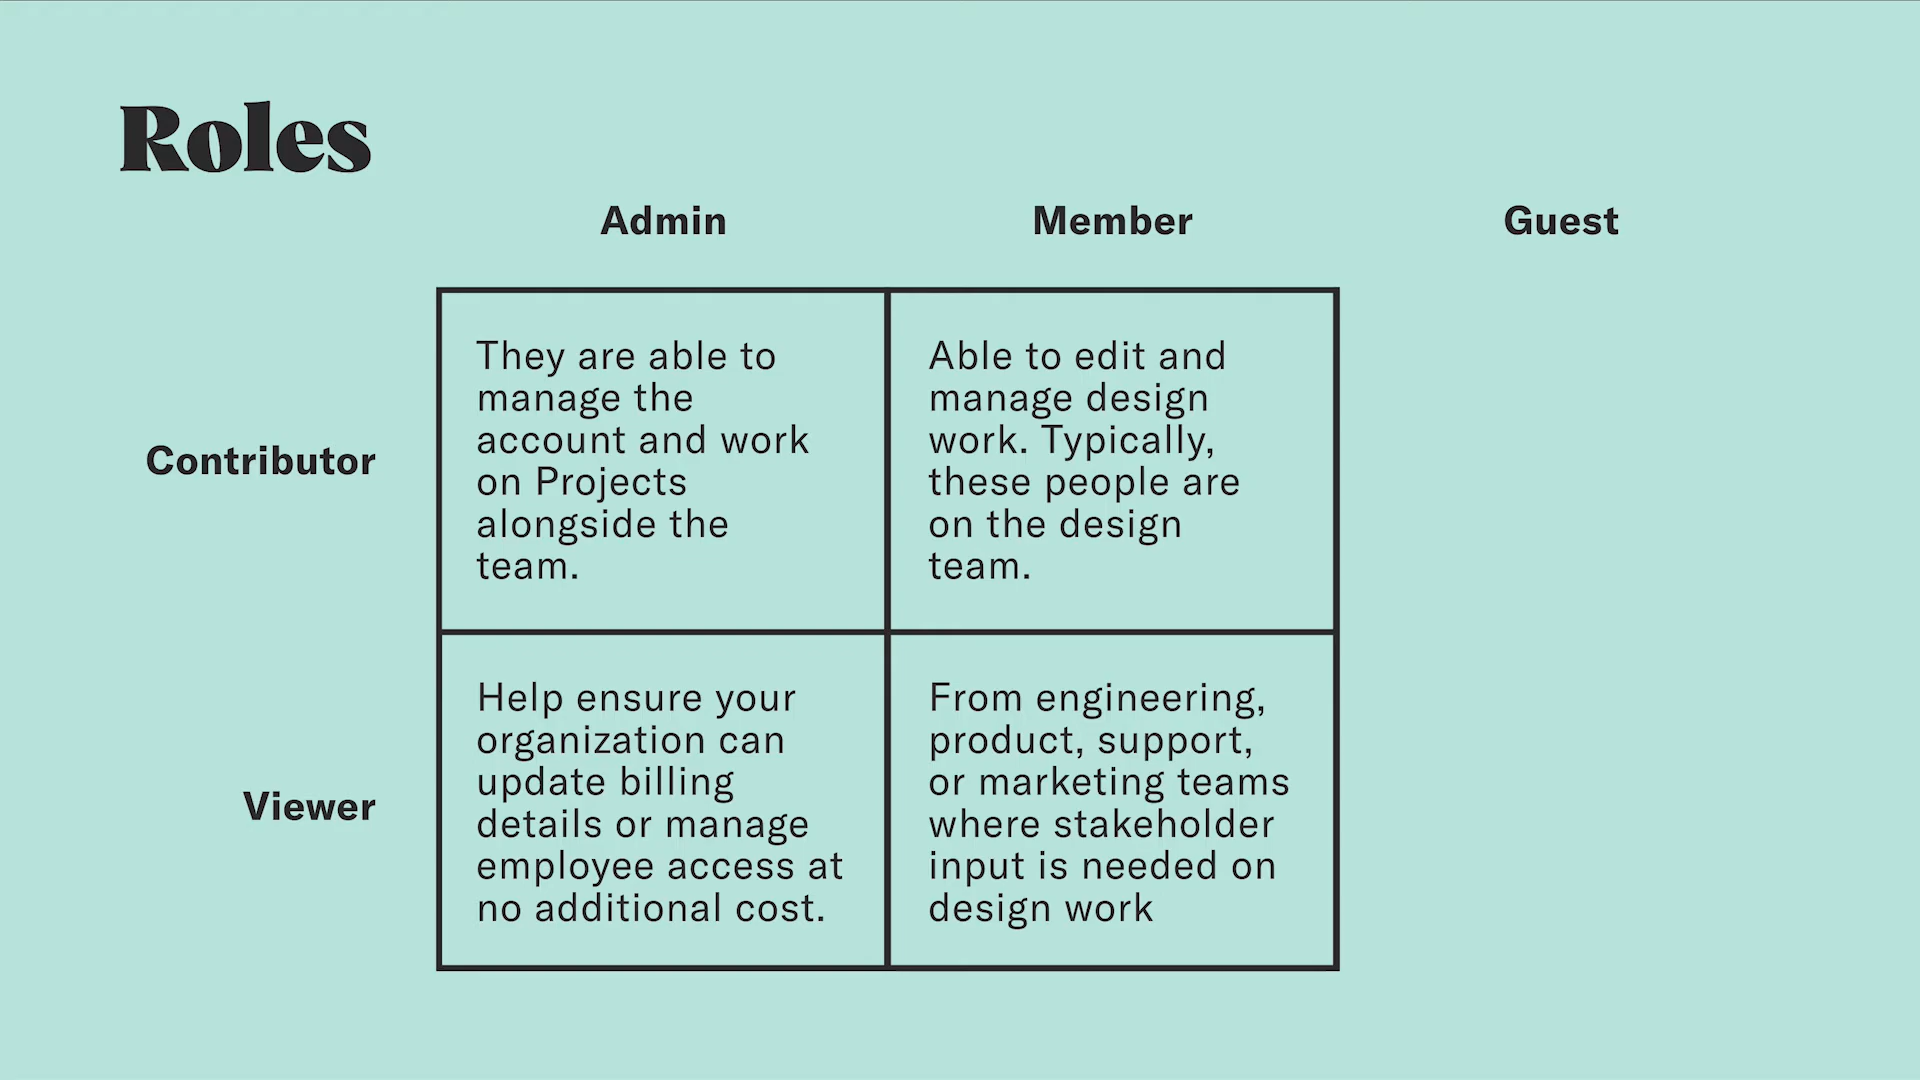 Roles
Admin
Member
Guest
Contributor
They are able to
manage the
account and work
on Projects
alongside the
team.
Able to edit and
manage design
work. Typically,
these people are
on the design
team.
Viewer
Help ensure your
organization can
update billing
details or manage
employee access at
no additional cost.
From engineering,
product, support,
or marketing teams
where stakeholder
input is needed on
design work